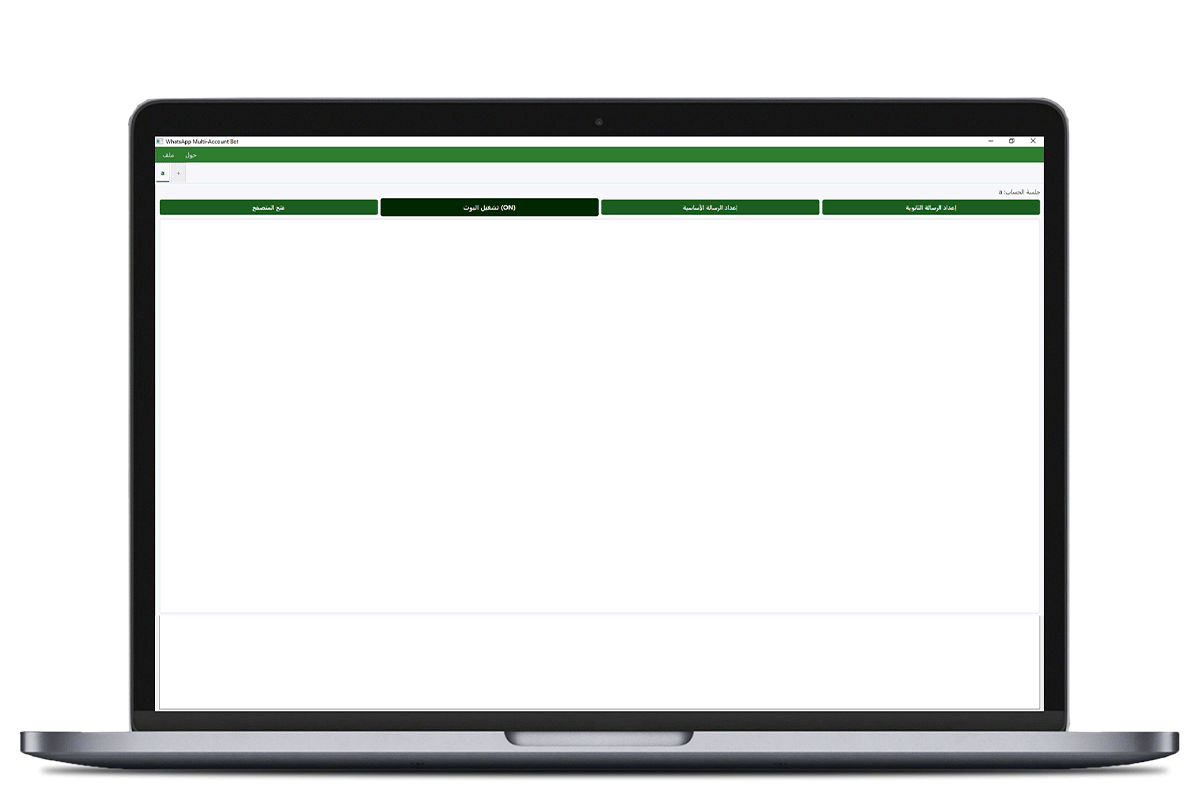 WhatsApp Multi-Account Bot
ملف حول
a +
جلسة الحساب: a
فتح المتصفح
تشغيل البوت (ON)
إعداد الرسالة الأساسية
إعداد الرسالة الثانوية